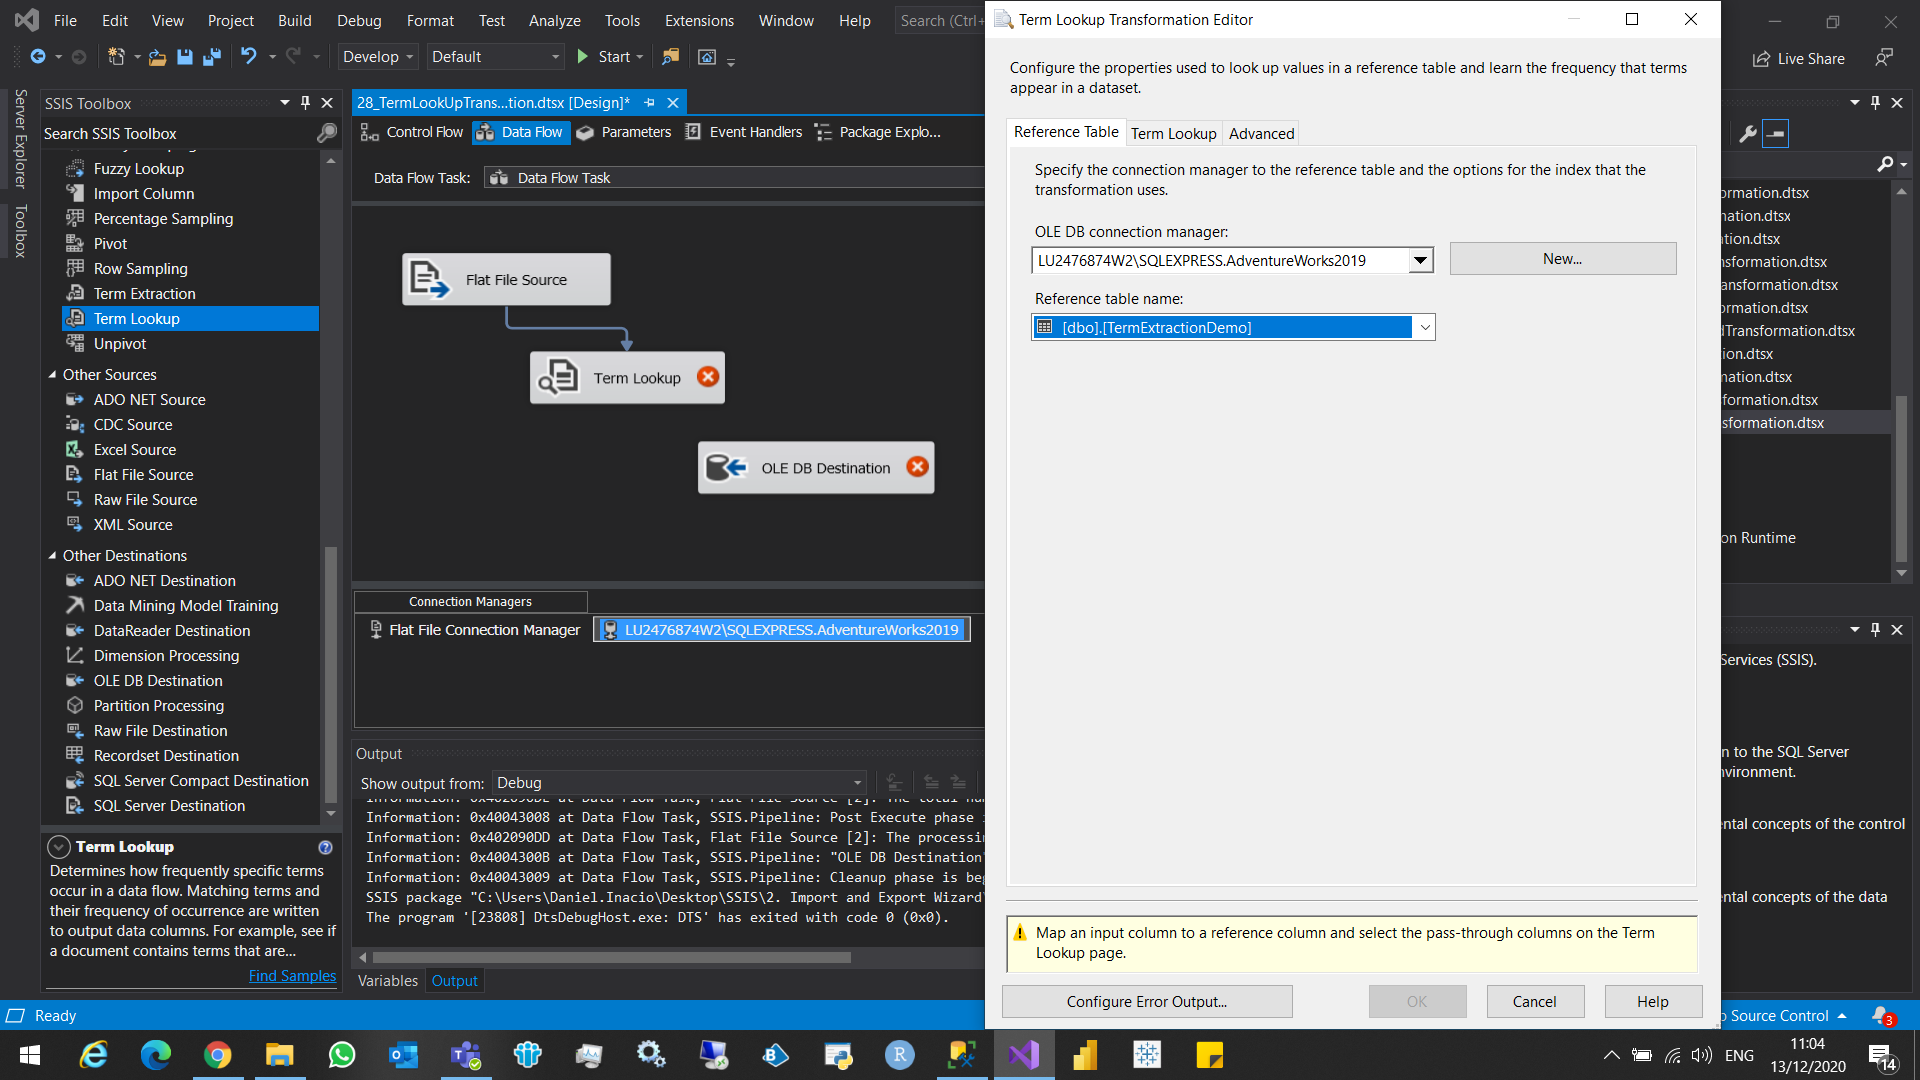 File Edit View Project Build Debug Format Test Analyze Tools Extensions Window Help Search (Ctrl+
Develop Default Start Live Share
Server Explorer
Toolbox
SSIS Toolbox
Search SSIS Toolbox
Fuzzy Lookup
Import Column
Percentage Sampling
Pivot
Row Sampling
Term Extraction
Term Lookup
Unpivot
Other Sources
ADO NET Source
CDC Source
Excel Source
Flat File Source
Raw File Source
XML Source
Other Destinations
ADO NET Destination
Data Mining Model Training
DataReader Destination
Dimension Processing
OLE DB Destination
Partition Processing
Raw File Destination
Recordset Destination
SQL Server Compact Destination
SQL Server Destination
Term Lookup
Determines how frequently specific terms
occur in a data flow. Matching terms and
their frequency of occurrence are written
to output data columns. For example, see if
a document contains terms that are...
Find Samples
28_TermLookUpTrans...tion.dtsx [Design]*
Control Flow Data Flow Parameters Event Handlers Package Explo...
Data Flow Task: Data Flow Task
Flat File Source
Term Lookup
OLE DB Destination
Connection Managers
Flat File Connection Manager LU2476874W2\SQLEXPRESS.AdventureWorks2019
Output
Show output from: Debug
Information: 0x40043008 at Data Flow Task, SSIS.Pipeline: Post Execute phase
Information: 0x402090DD at Data Flow Task, Flat File Source [2]: The processin
Information: 0x4004300B at Data Flow Task, SSIS.Pipeline: "OLE DB Destination"
Information: 0x40043009 at Data Flow Task, SSIS.Pipeline: Cleanup phase is be
SSIS package "C:\Users\Daniel.Inacio\Desktop\SSIS\2. Import and Export Wizard
The program '[23808] DtsDebugHost.exe: DTS' has exited with code 0 (0x0).
Variables Output
Term Lookup Transformation Editor
Configure the properties used to look up values in a reference table and learn the frequency that terms
appear in a dataset.
Reference Table Term Lookup Advanced
Specify the connection manager to the reference table and the options for the index that the
transformation uses.
OLE DB connection manager:
LU2476874W2\SQLEXPRESS.AdventureWorks2019 New...
Reference table name:
[dbo].[TermExtractionDemo]
Map an input column to a reference column and select the pass-through columns on the Term
Lookup page.
Configure Error Output... OK Cancel Help
ormation.dtsx
nation.dtsx
tion.dtsx
nformation.dtsx
ansformation.dtsx
formation.dtsx
dTransformation.dtsx
ion.dtsx
nation.dtsx
formation.dtsx
sformation.dtsx
on Runtime
Services (SSIS).
n to the SQL Server
nvironment.
ntal concepts of the control
ntal concepts of the data
Ready
Source Control 3
ENG 11:04
13/12/2020
14